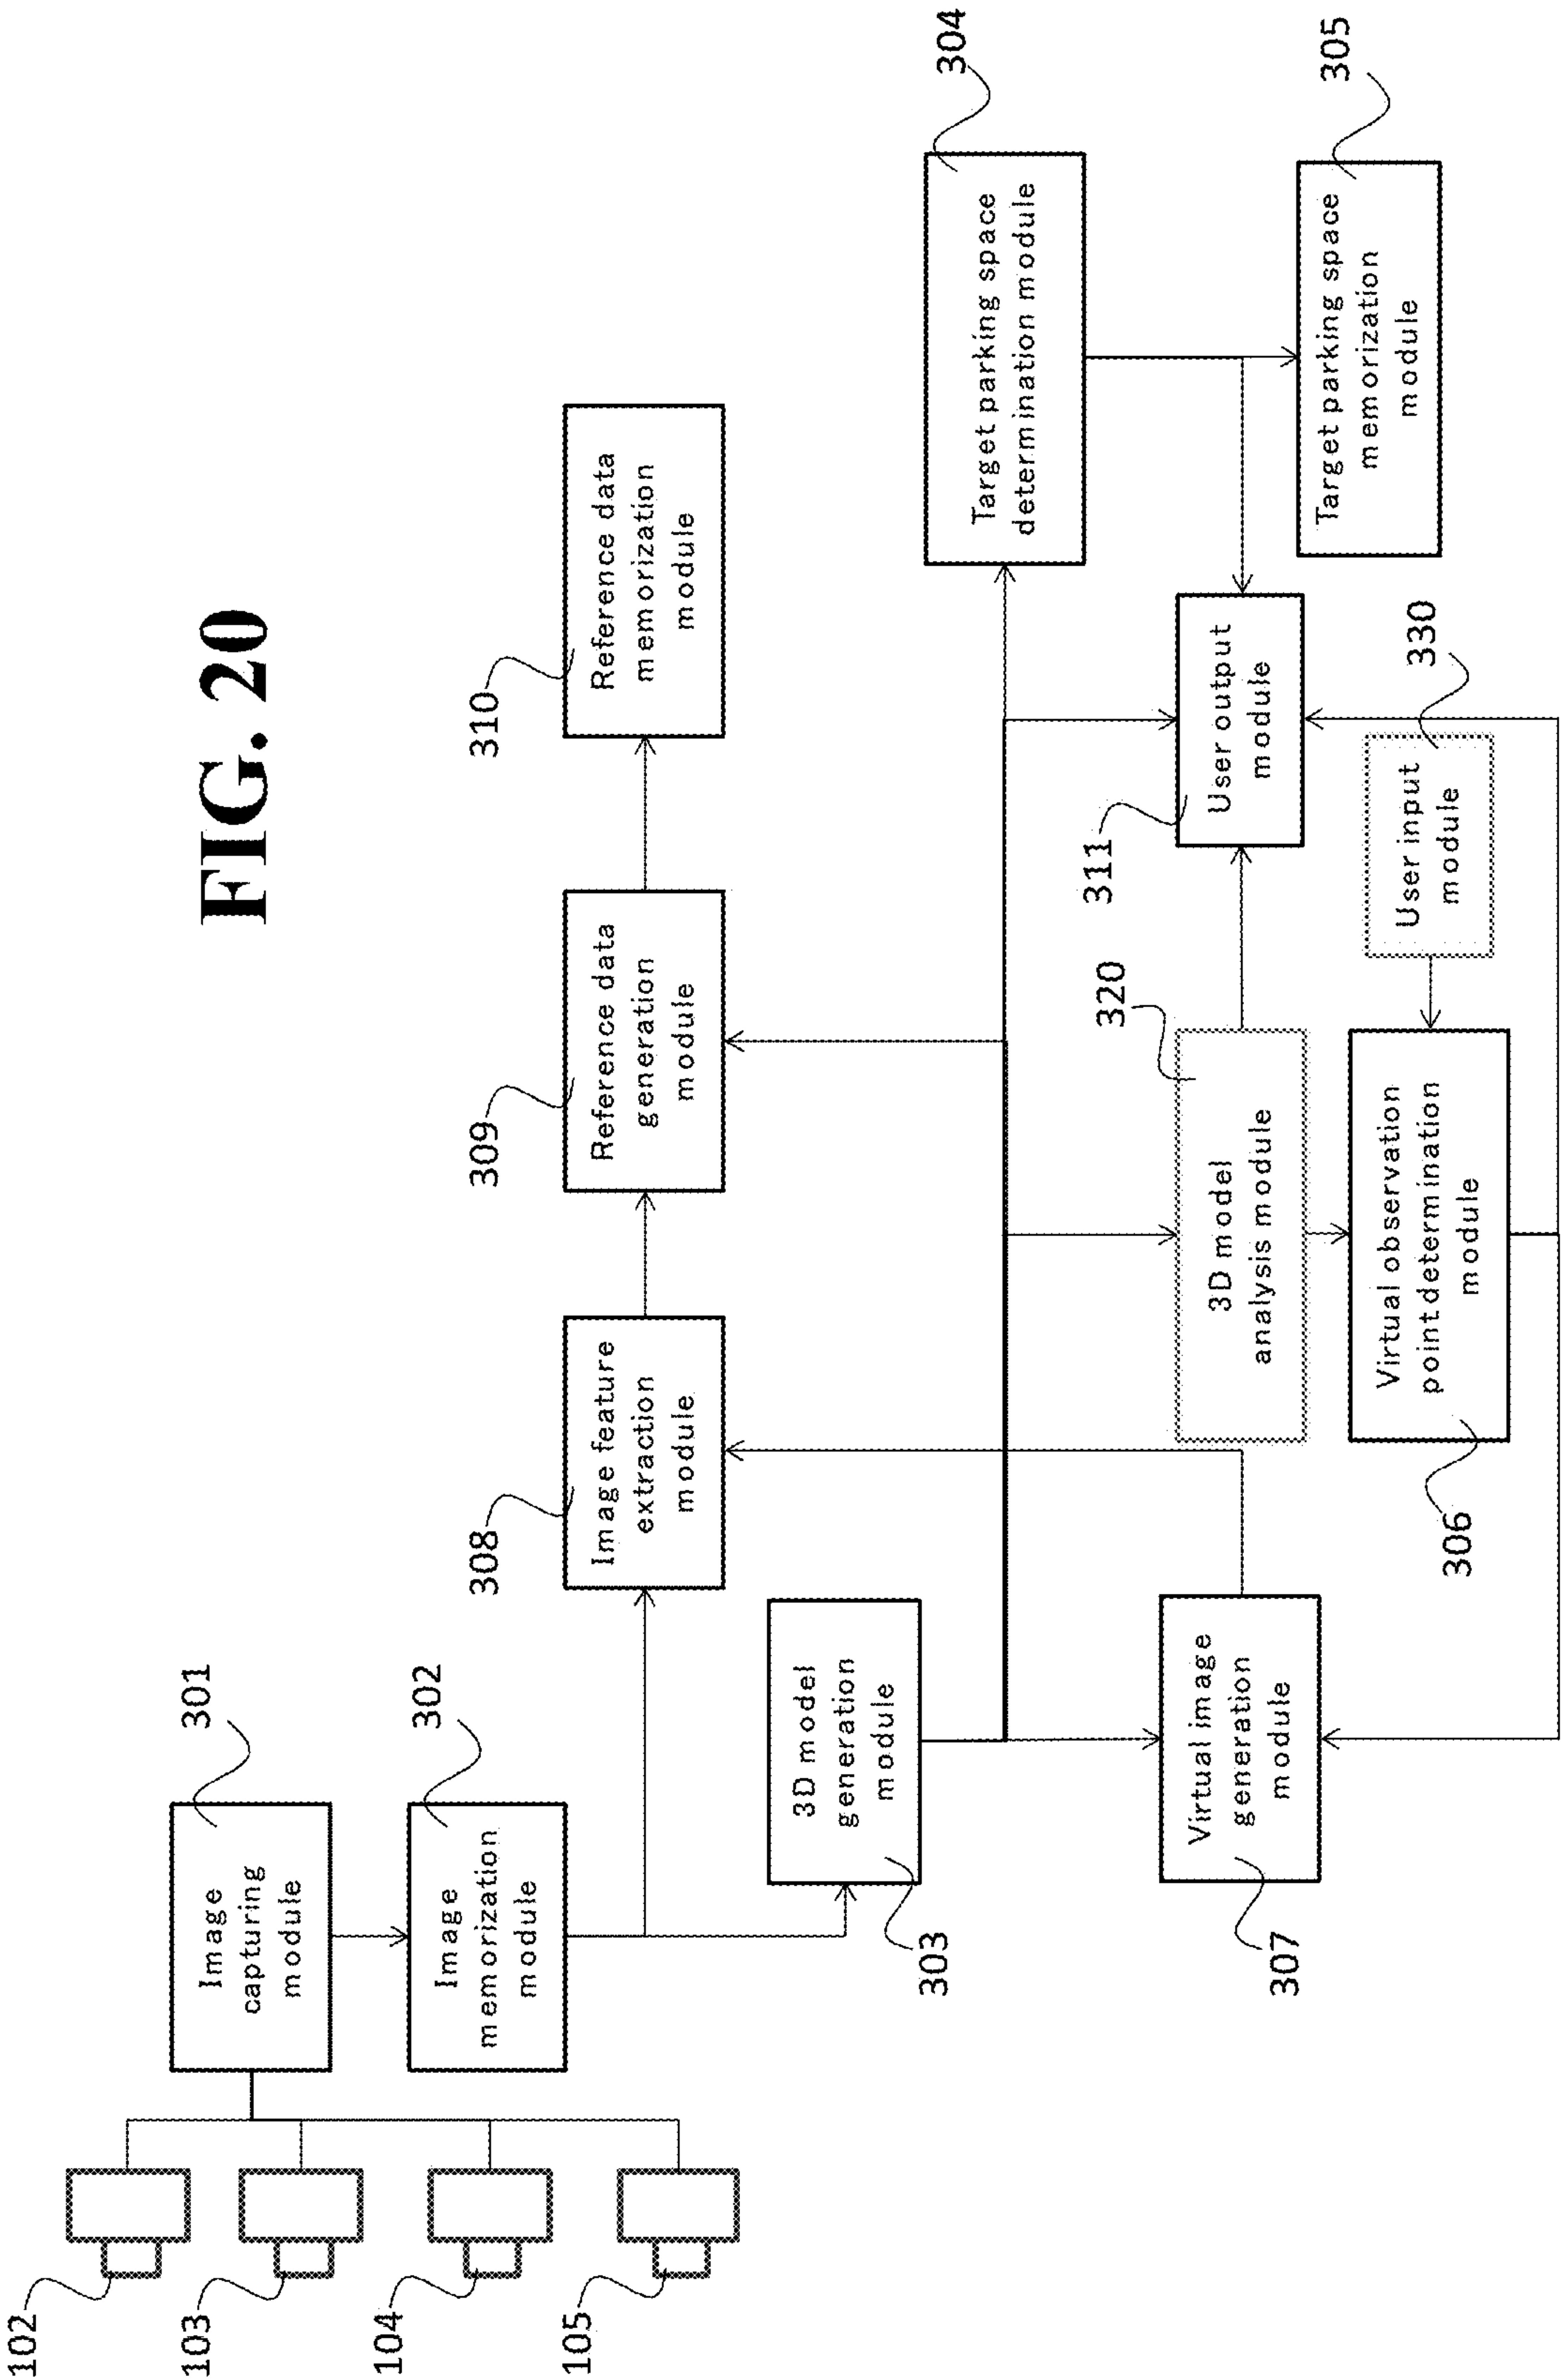 FIG. 20
102
103
104
105
301
Image
capturing
module
302
Image
memorization
module
308
Image feature
extraction
module
309
Reference data
generation
module
310
Reference data
memorization
module
303
3D model
generation
module
304
Target parking space
determination module
307
Virtual image
generation
module
320
3D model
analysis module
311
User output
module
305
Target parking space
memorization
module
306
Virtual observation
point determination
module
330
User input
module